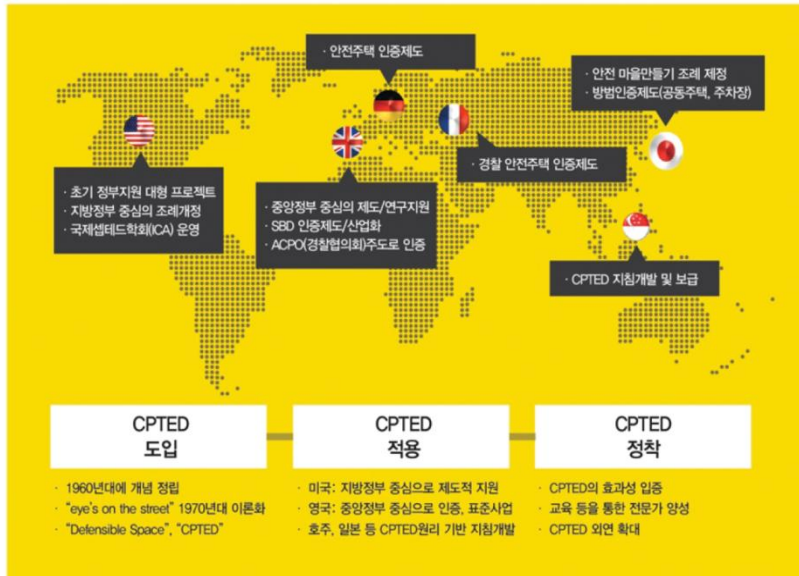 · 안전주택 인증제도
· 안전 마을만들기 조례 제정
· 방범인증제도(공동주택, 주차장)
· 경찰 안전주택 인증제도
· 초기 정부지원 대형 프로젝트
· 지방정부 중심의 조례개정
· 국제셉테드학회(ICA) 운영
· 중앙정부 중심의 제도/연구지원
· SBD 인증제도/산업화
· ACPO(경찰협의회)주도로 인증
· CPTED 지침개발 및 보급
CPTED
도입
· 1960년대에 개념 정립
· “eye's on the street” 1970년대 이론화
· “Defensible Space”, “CPTED”
CPTED
적용
· 미국: 지방정부 중심으로 제도적 지원
· 영국: 중앙정부 중심으로 인증, 표준사업
· 호주, 일본 등 CPTED원리 기반 지침개발
CPTED
정착
· CPTED의 효과성 입증
· 교육 등을 통한 전문가 양성
· CPTED 외연 확대